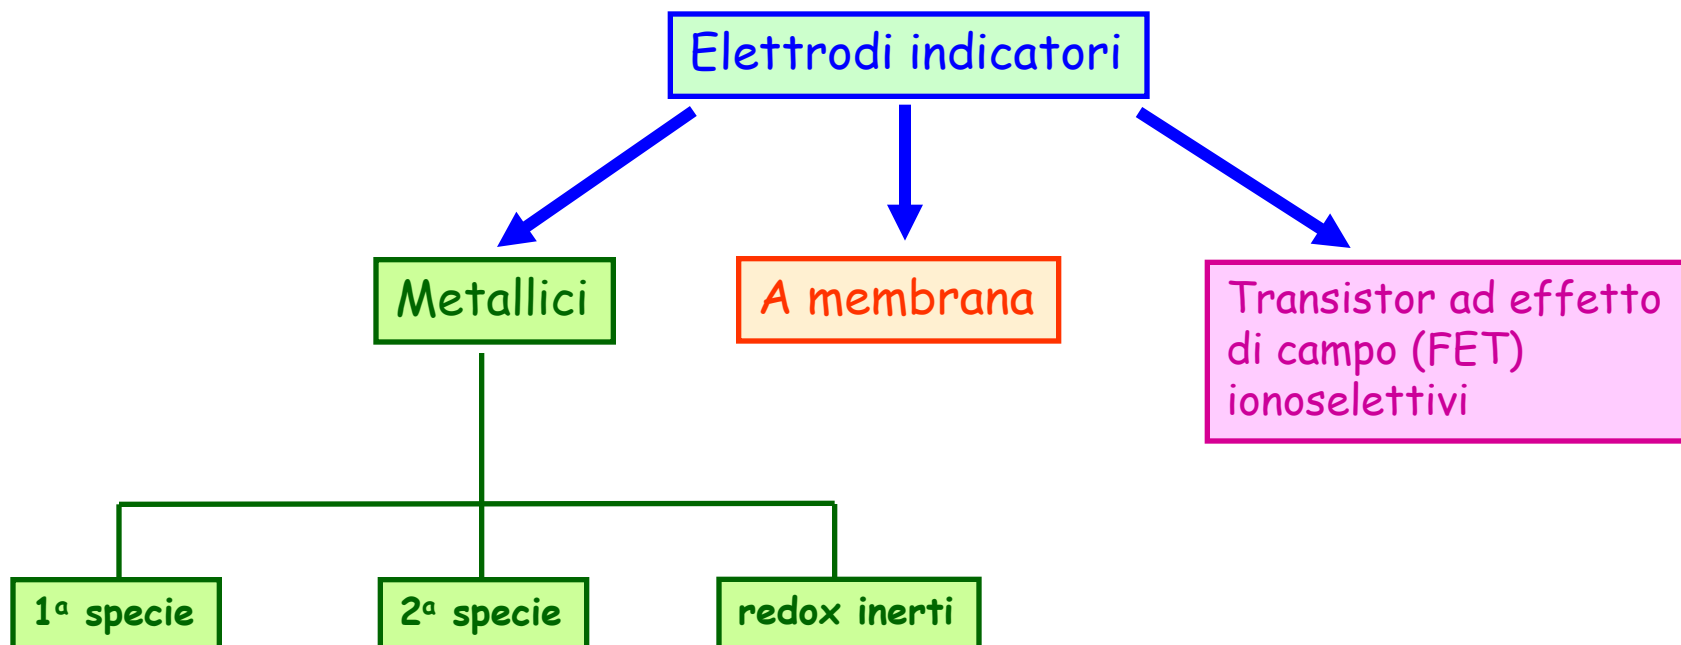 Elettrodi indicatori
Metallici
A membrana
Transistor ad effetto
di campo (FET)
ionoselettivi
1ª specie
2ª specie
redox inerti